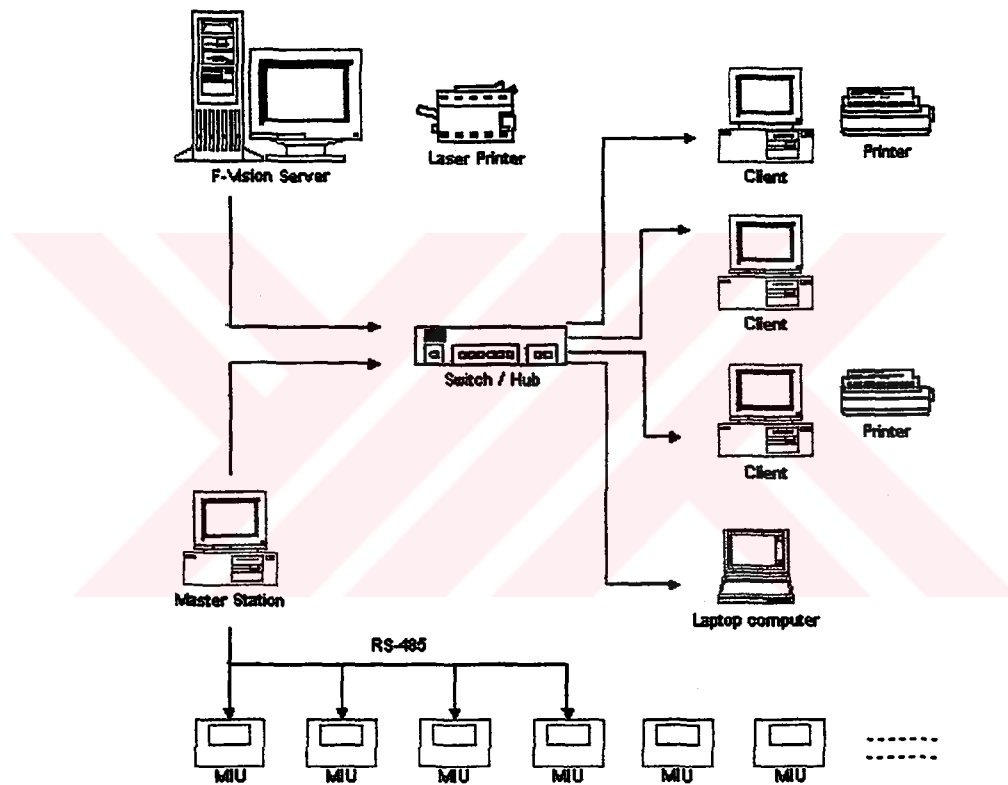 F-Vision Server
Laser Printer
Client
Printer
Client
Switch / Hub
Client
Printer
Master Station
Laptop computer
RS-485
MIU
MIU
MIU
MIU
MIU
MIU